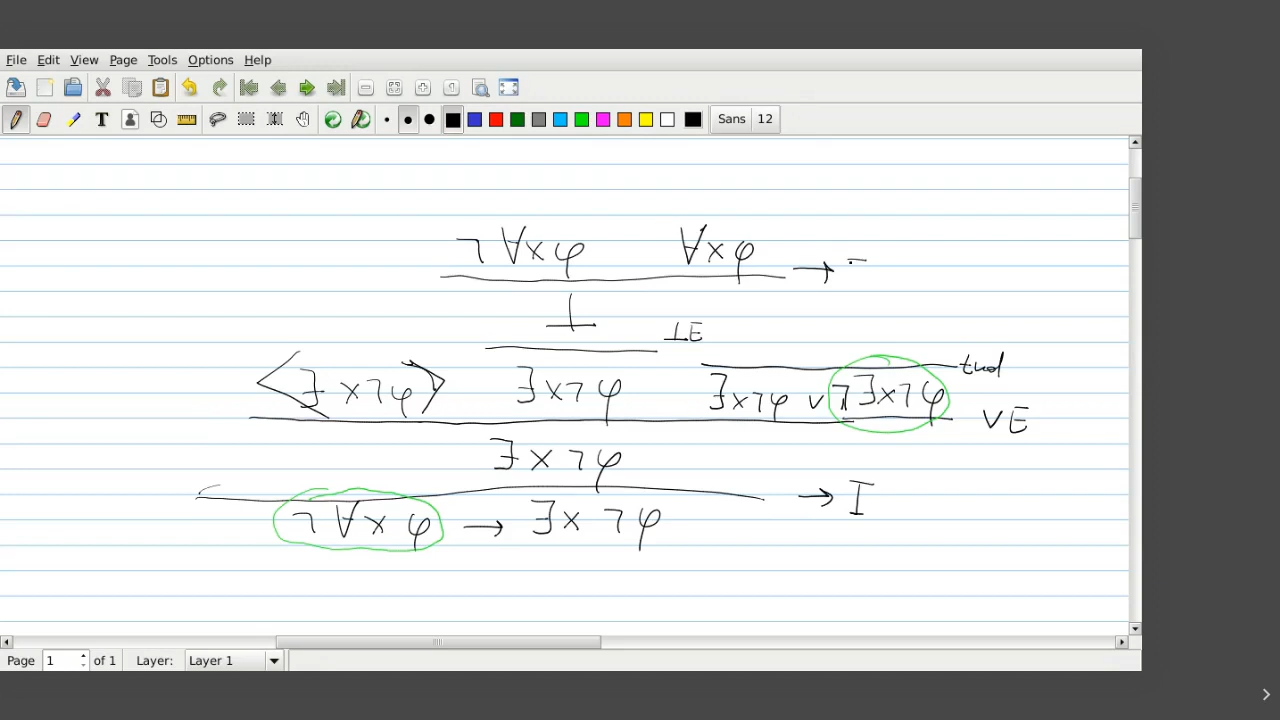 File Edit View Page Tools Options Help
Sans 12
¬∀xφ ∀xφ →
⊥
⊥E
∃x¬φ ∃x¬φ ∃x¬φ ∨ ¬∃x¬φ tnd
∨E
∃x¬φ
→ I
¬∀xφ → ∃x¬φ
Page 1 of 1 Layer: Layer 1